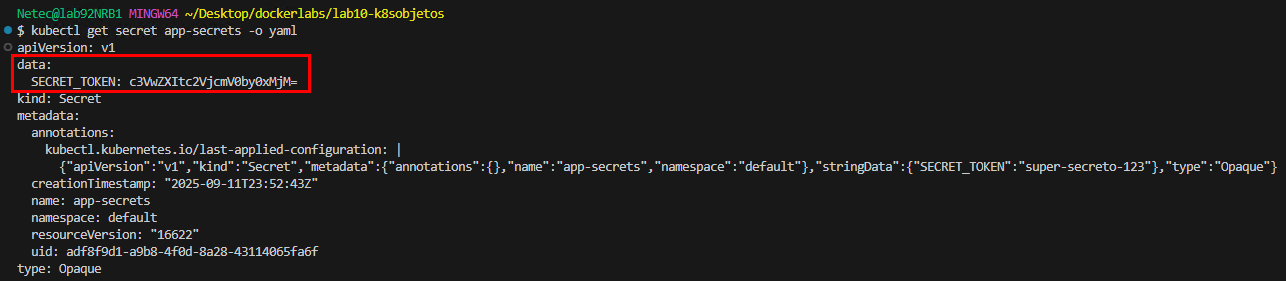 Netec@lab92NRB1 MINGW64 ~/Desktop/dockerlabs/lab10-k8sobjetos
$ kubectl get secret app-secrets -o yaml
apiVersion: v1
data:
  SECRET_TOKEN: c3VwZXItc2VjcmV0by0xMjM=
kind: Secret
metadata:
  annotations:
    kubectl.kubernetes.io/last-applied-configuration: |
      {"apiVersion":"v1","kind":"Secret","metadata":{"annotations":{},"name":"app-secrets","namespace":"default"},"stringData":{"SECRET_TOKEN":"super-secreto-123"},"type":"Opaque"}
  creationTimestamp: "2025-09-11T23:52:43Z"
  name: app-secrets
  namespace: default
  resourceVersion: "16622"
  uid: adf8f9d1-a9b8-4f0d-8a28-43114065fa6f
type: Opaque